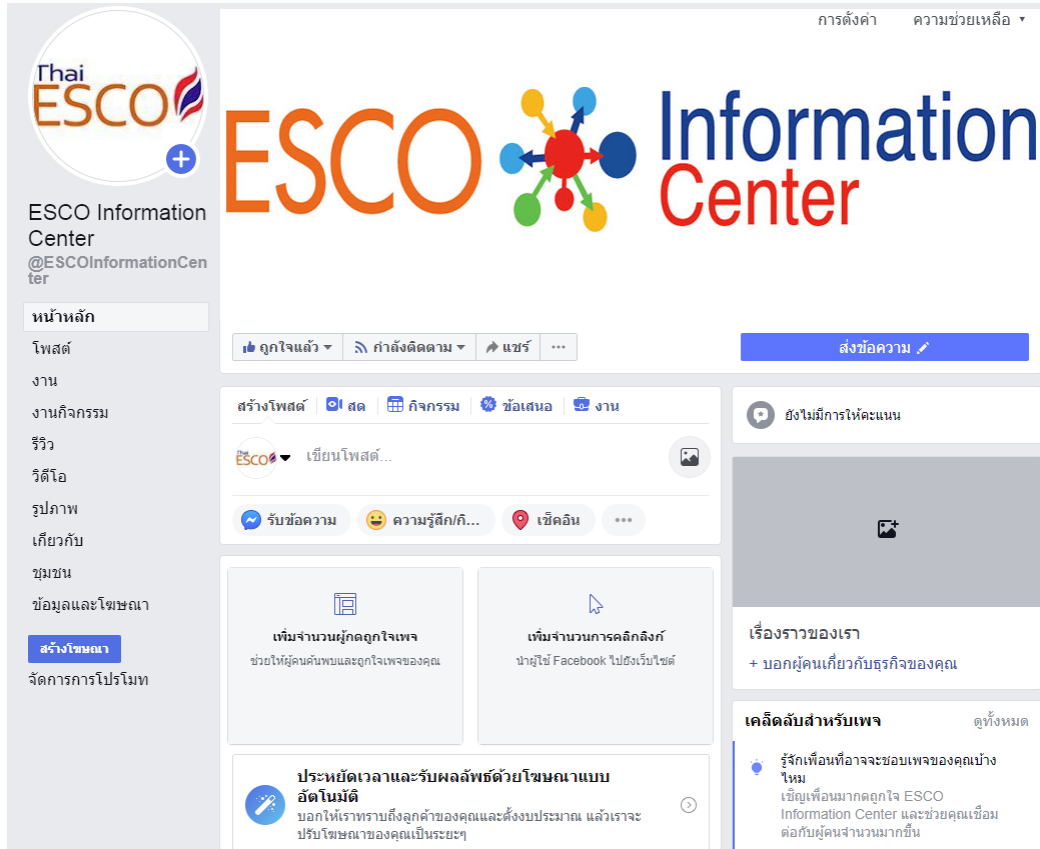 การตั้งค่า ความช่วยเหลือ
Thai
ESCO
ESCO Information
Center
ESCO Information
Center
@ESCOInformationCen
ter
หน้าหลัก
โพสต์
งาน
งานกิจกรรม
รีวิว
วิดีโอ
รูปภาพ
เกี่ยวกับ
ชุมชน
ข้อมูลและโฆษณา
สร้างโฆษณา
จัดการการโปรโมท
ถูกใจแล้ว กำลังติดตาม แชร์ ...
ส่งข้อความ
สร้างโพสต์ สด กิจกรรม ข้อเสนอ งาน
Thai
ESCO
เขียนโพสต์...
รับข้อความ ความรู้สึก/กิ... เช็คอิน ...
เพิ่มจำนวนผู้กดถูกใจเพจ
ช่วยให้ผู้คนค้นพบและถูกใจเพจของคุณ
เพิ่มจำนวนการคลิกลิงก์
นำผู้ใช้ Facebook ไปยังเว็บไซต์
ประหยัดเวลาและรับผลลัพธ์ด้วยโฆษณาแบบ
อัตโนมัติ
บอกให้เราทราบถึงลูกค้าของคุณและตั้งงบประมาณ แล้วเราจะ
ปรับโฆษณาของคุณเป็นระยะๆ
ยังไม่มีการให้คะแนน
เรื่องราวของเรา
+ บอกผู้คนเกี่ยวกับธุรกิจของคุณ
เคล็ดลับสำหรับเพจ ดูทั้งหมด
รู้จักเพื่อนที่อาจจะชอบเพจของคุณบ้าง
ไหม
เชิญเพื่อนมากดถูกใจ ESCO
Information Center และช่วยคุณเชื่อม
ต่อกับผู้คนจำนวนมากขึ้น